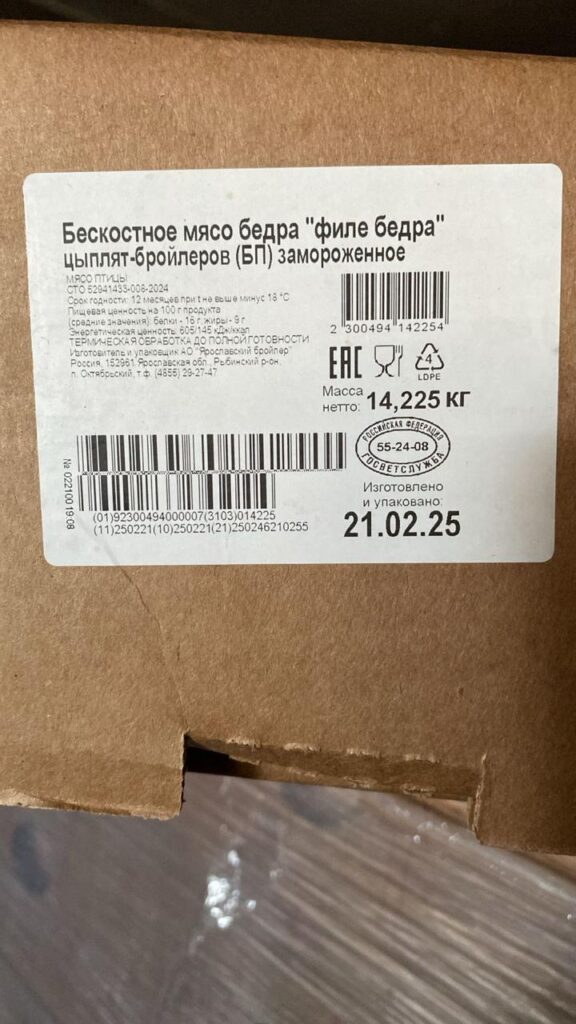 Бескостное мясо бедра "филе бедра"
цыплят-бройлеров (БП) замороженное
МЯСО ПТИЦЫ
СТО 52941433-008-2024
Срок годности: 12 месяцев при t не выше минус 18 °С
Пищевая ценность на 100 г продукта
(средние значения): белки - 16 г, жиры - 9 г
Энергетическая ценность: 605/145 кДж/ккал
ТЕРМИЧЕСКАЯ ОБРАБОТКА ДО ПОЛНОЙ ГОТОВНОСТИ
Изготовитель и упаковщик АО "Ярославский бройлер"
Россия, 152961, Ярославская обл., Рыбинский р-он,
п. Октябрьский, т.ф. (4855) 29-27-47
2 300494 142254
EAC
4
LDPE
Масса
нетто: 14,225 КГ
РОССИЙСКАЯ ФЕДЕРАЦИЯ
55-24-08
ГОСВЕТСЛУЖБА
Изготовлено
и упаковано:
21.02.25
№ 02210019:08
(01)92300494000007(3103)014225
(11)250221(10)250221(21)250246210255